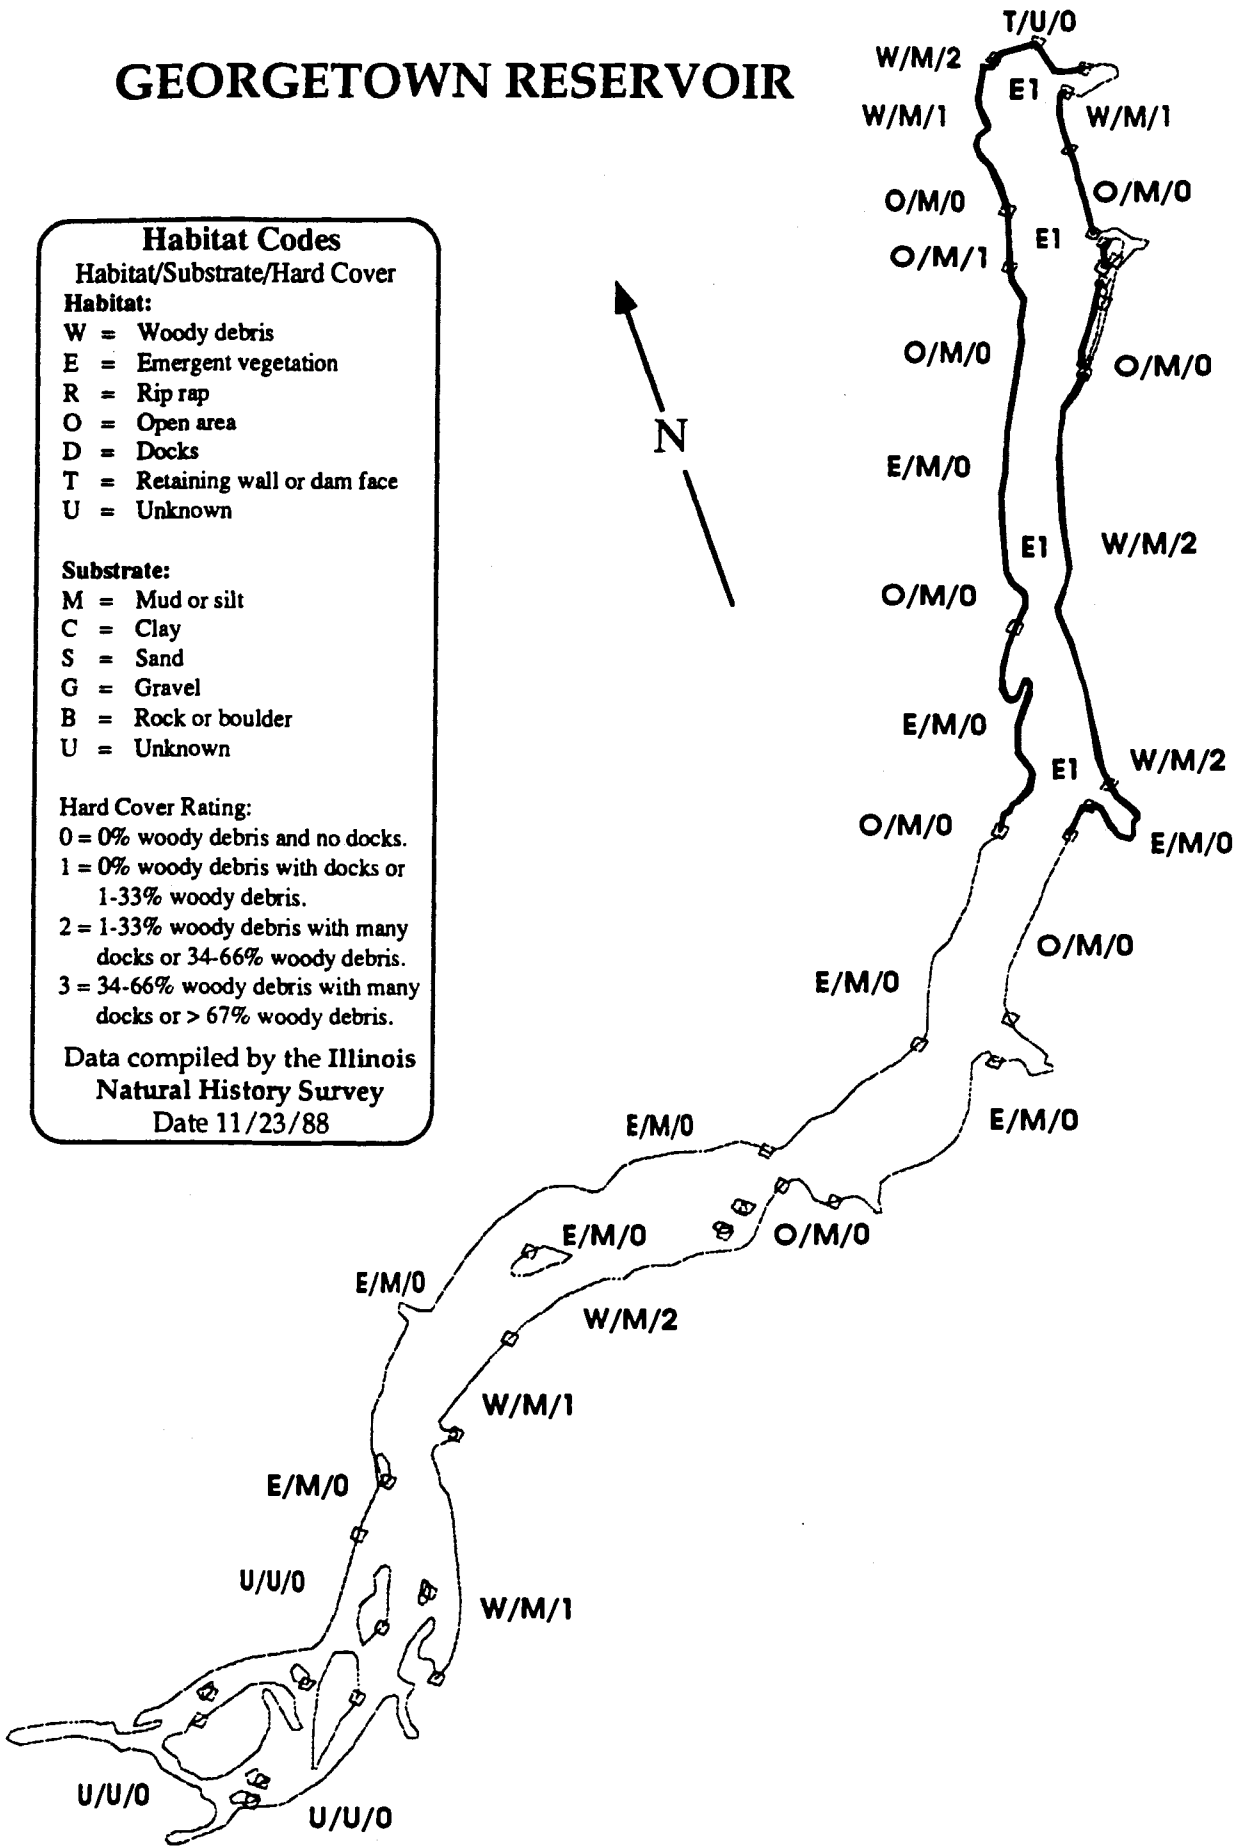 GEORGETOWN RESERVOIR
T/U/0
W/M/2
E1
W/M/1
W/M/1
O/M/0
O/M/0
E1
O/M/1
O/M/0
O/M/0
E/M/0
E1
W/M/2
O/M/0
E/M/0
E1
W/M/2
O/M/0
E/M/0
O/M/0
E/M/0
E/M/0
E/M/0
E/M/0
O/M/0
E/M/0
W/M/2
W/M/1
E/M/0
U/U/0
W/M/1
U/U/0
U/U/0
N
Habitat Codes
Habitat/Substrate/Hard Cover
Habitat:
W = Woody debris
E = Emergent vegetation
R = Rip rap
O = Open area
D = Docks
T = Retaining wall or dam face
U = Unknown
Substrate:
M = Mud or silt
C = Clay
S = Sand
G = Gravel
B = Rock or boulder
U = Unknown
Hard Cover Rating:
0 = 0% woody debris and no docks.
1 = 0% woody debris with docks or
1-33% woody debris.
2 = 1-33% woody debris with many
docks or 34-66% woody debris.
3 = 34-66% woody debris with many
docks or > 67% woody debris.
Data compiled by the Illinois
Natural History Survey
Date 11/23/88